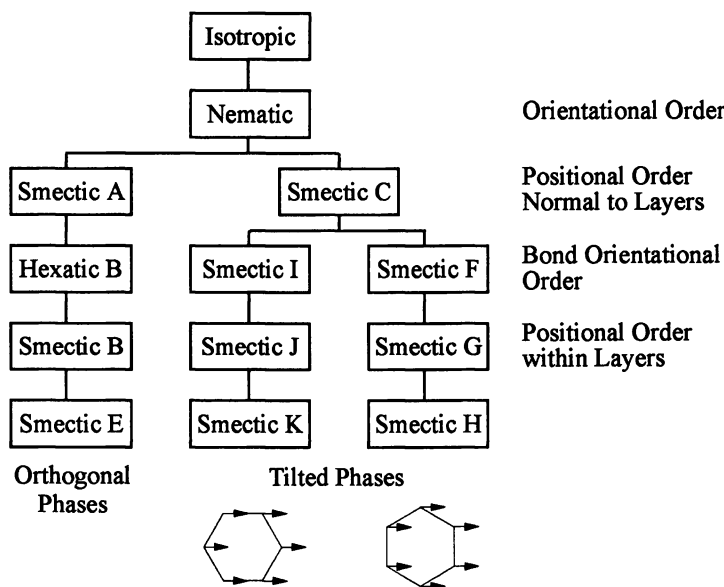 Isotropic
Nematic
Orientational Order
Smectic A
Smectic C
Positional Order
Normal to Layers
Hexatic B
Smectic I
Smectic F
Bond Orientational
Order
Smectic B
Smectic J
Smectic G
Positional Order
within Layers
Smectic E
Smectic K
Smectic H
Orthogonal
Phases
Tilted Phases